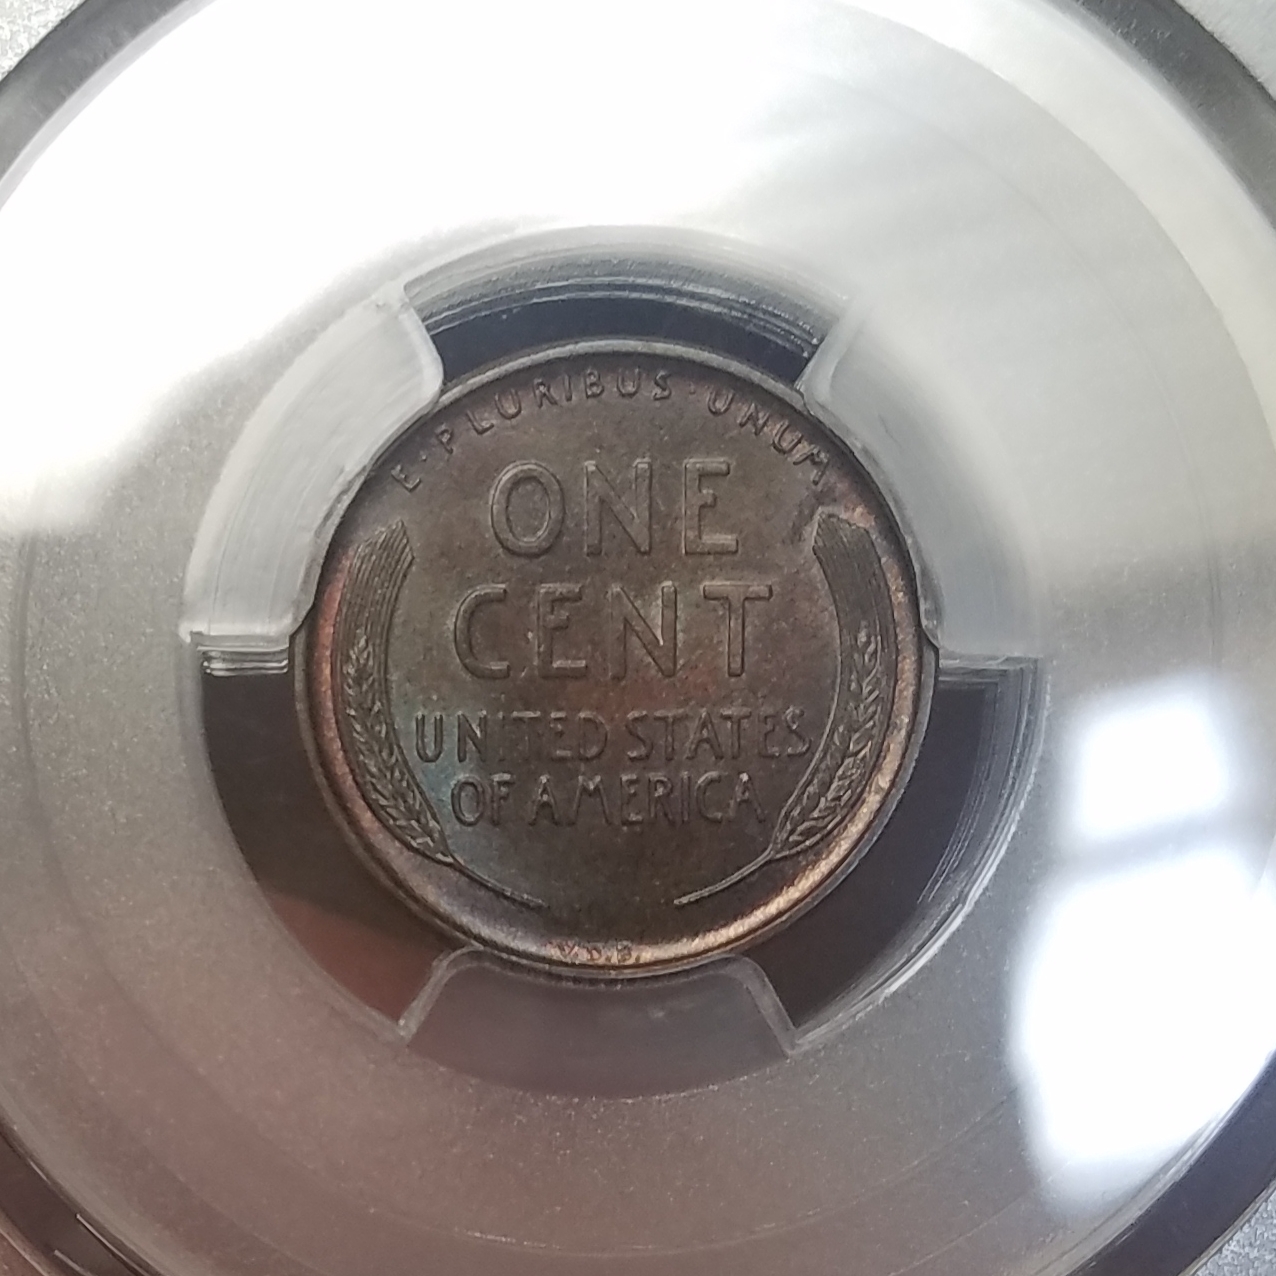 E·PLURIBUS·UNUM
ONE
CENT
UNITED STATES
OF AMERICA
V.D.B.